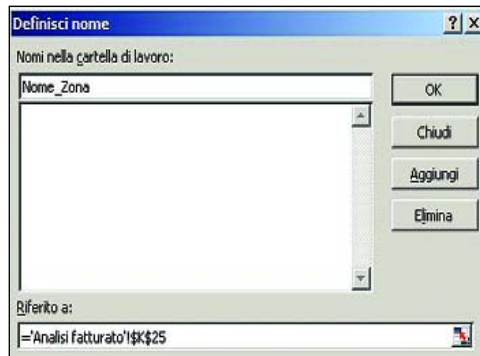 Definisci nome
Nomi nella cartella di lavoro:
Nome_Zona
OK
Chiudi
Aggiungi
Elimina
Riferito a:
='Analisi fatturato'!$K$25